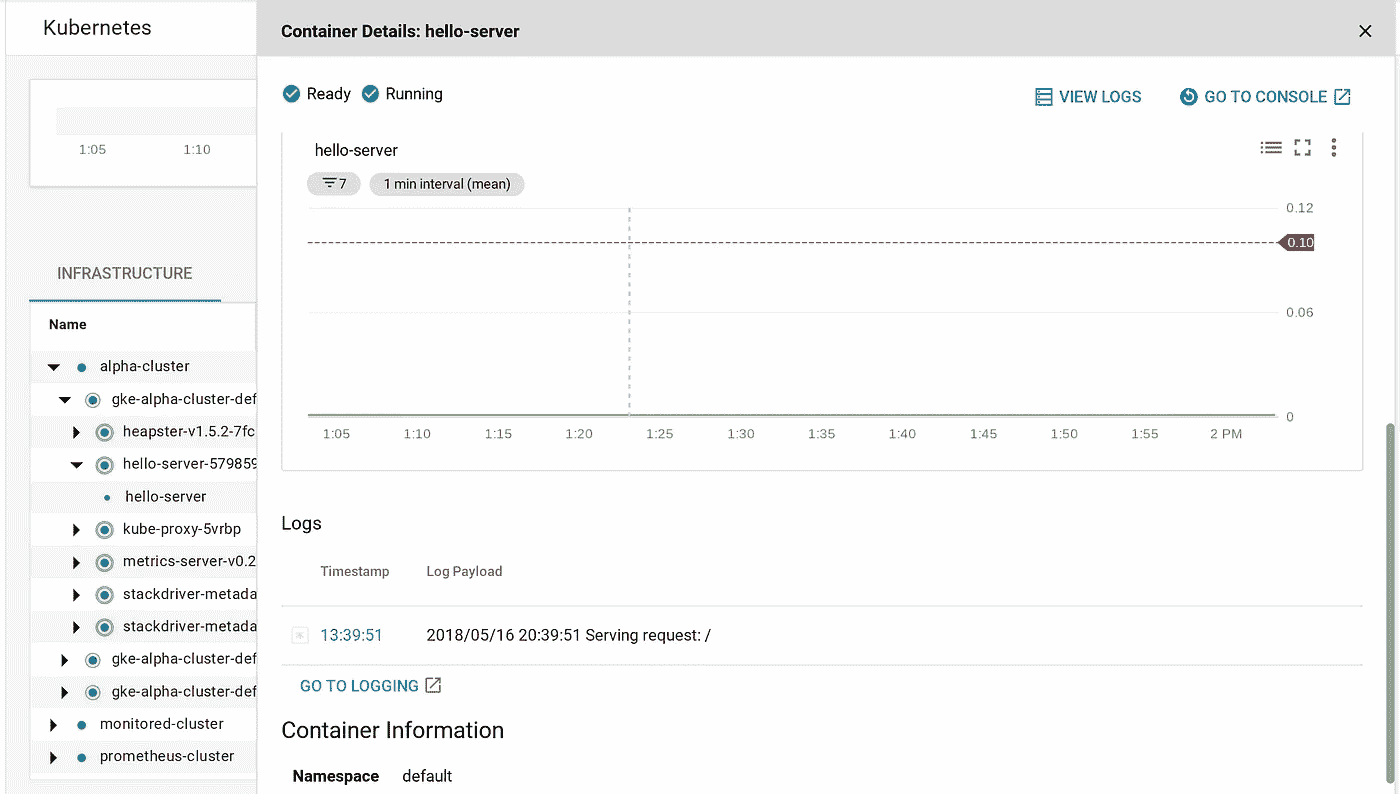 Kubernetes
1:05 1:10
INFRASTRUCTURE
Name
alpha-cluster
gke-alpha-cluster-def
heapster-v1.5.2-7fc
hello-server-579859
hello-server
kube-proxy-5vrbp
metrics-server-v0.2
stackdriver-metada
stackdriver-metada
gke-alpha-cluster-def
gke-alpha-cluster-def
monitored-cluster
prometheus-cluster
Container Details: hello-server
Ready Running
VIEW LOGS GO TO CONSOLE
hello-server
7 1 min interval (mean)
0.12
0.10
0.06
0
1:05 1:10 1:15 1:20 1:25 1:30 1:35 1:40 1:45 1:50 1:55 2 PM
Logs
Timestamp Log Payload
13:39:51 2018/05/16 20:39:51 Serving request: /
GO TO LOGGING
Container Information
Namespace default